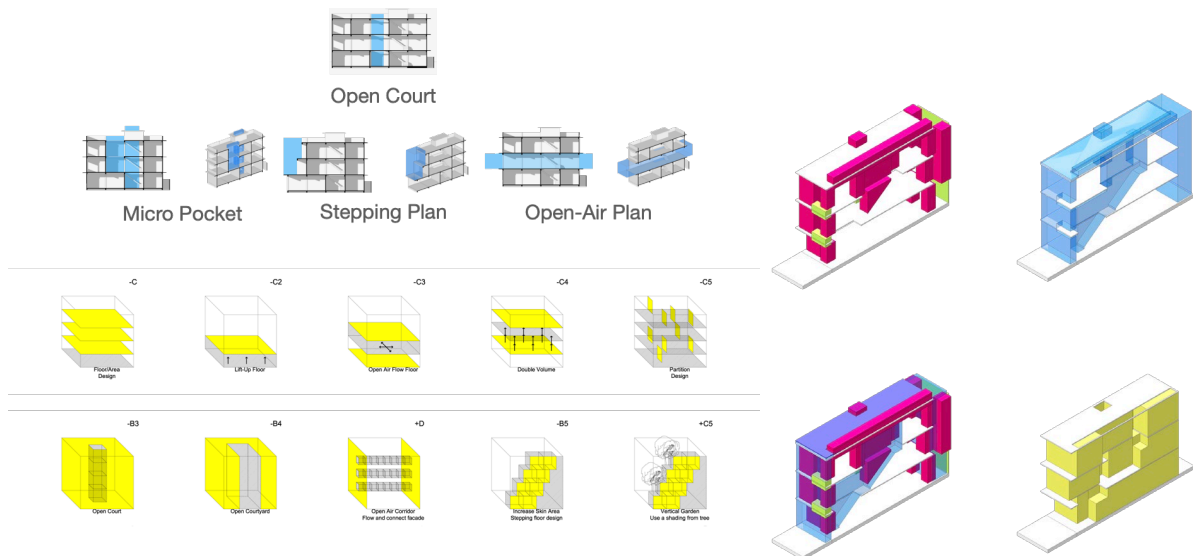 Open Court
Micro Pocket
Stepping Plan
Open-Air Plan
-C
-C2
-C3
-C4
-C5
Floor/Area
Design
Lift-Up Floor
Open Air Flow Floor
Double Volume
Partition
Design
-B3
-B4
+D
-B5
+C5
Open Court
Open Courtyard
Open Air Corridor
Flow and connect facade
Increase Skin Area
Stepping floor design
Vertical Garden
Use a shading from tree